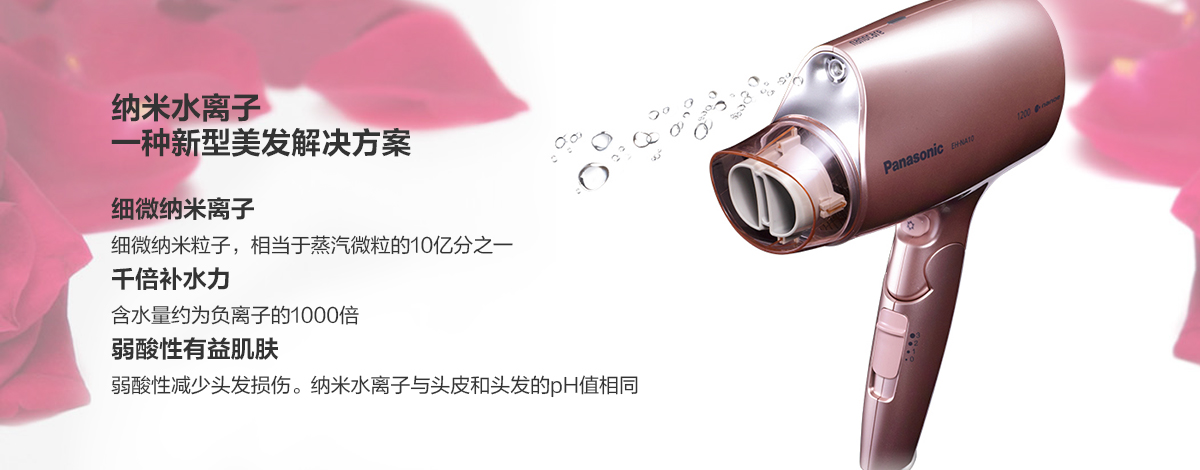 纳米水离子
一种新型美发解决方案
细微纳米离子
细微纳米粒子，相当于蒸汽微粒的10亿分之一
千倍补水力
含水量约为负离子的1000倍
弱酸性有益肌肤
弱酸性减少头发损伤。纳米水离子与头皮和头发的pH值相同
nanocare
1200
Panasonic EH-NA10